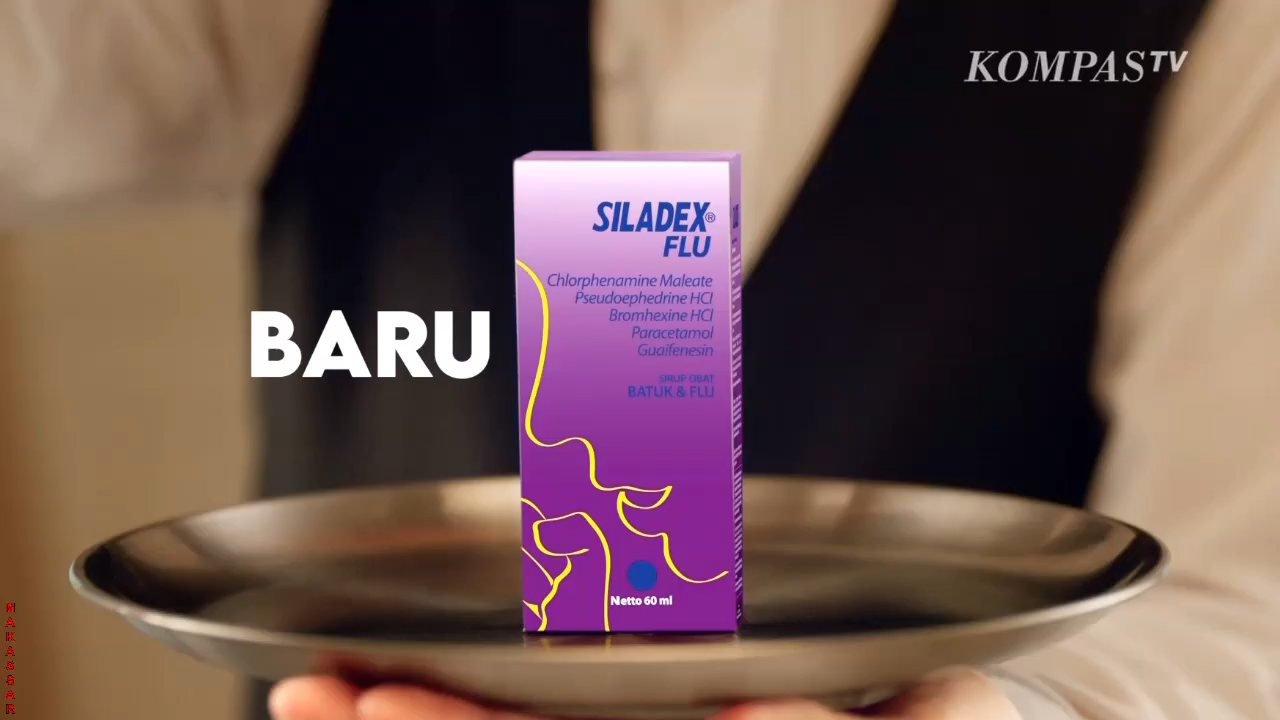 KOMPASTV
BARU
SILADEX®
FLU
Chlorphenamine Maleate
Pseudoephedrine HCl
Bromhexine HCl
Paracetamol
Guaifenesin
SIRUP OBAT
BATUK & FLU
Netto 60 ml
MAKASSAR